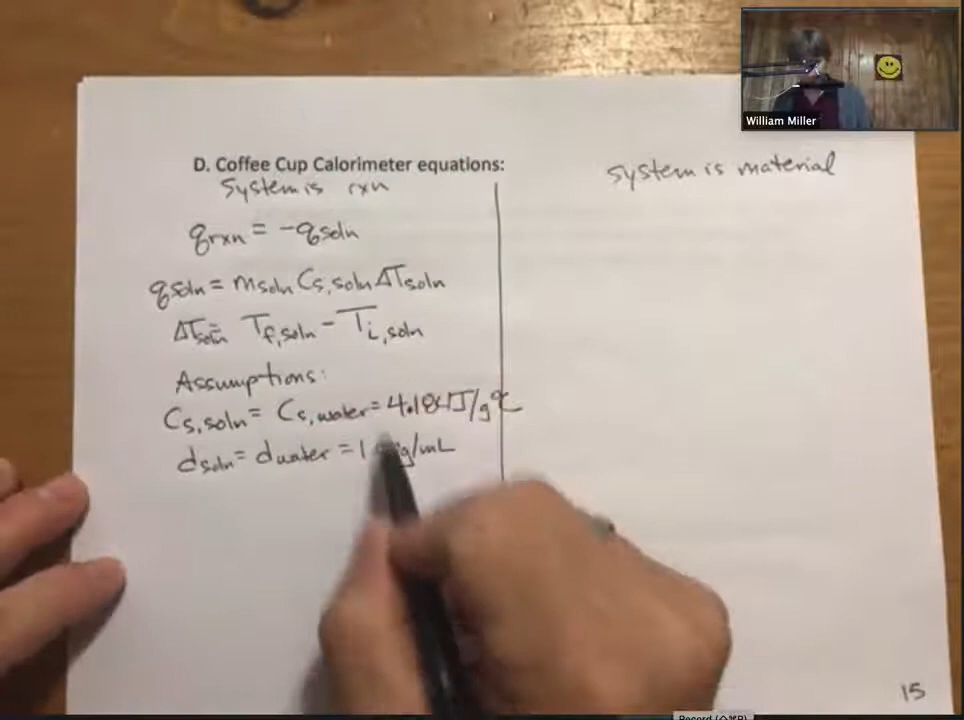 William Miller
D. Coffee Cup Calorimeter equations:
system is rxn
system is material
qrxn = -qsoln
qsoln = msoln Cs,soln ΔTsoln
ΔTsoln = Tf,soln - Ti,soln
Assumptions:
Cs,soln = Cs,water = 4.184J/g°C
dsoln = dwater = 1 g/mL
15